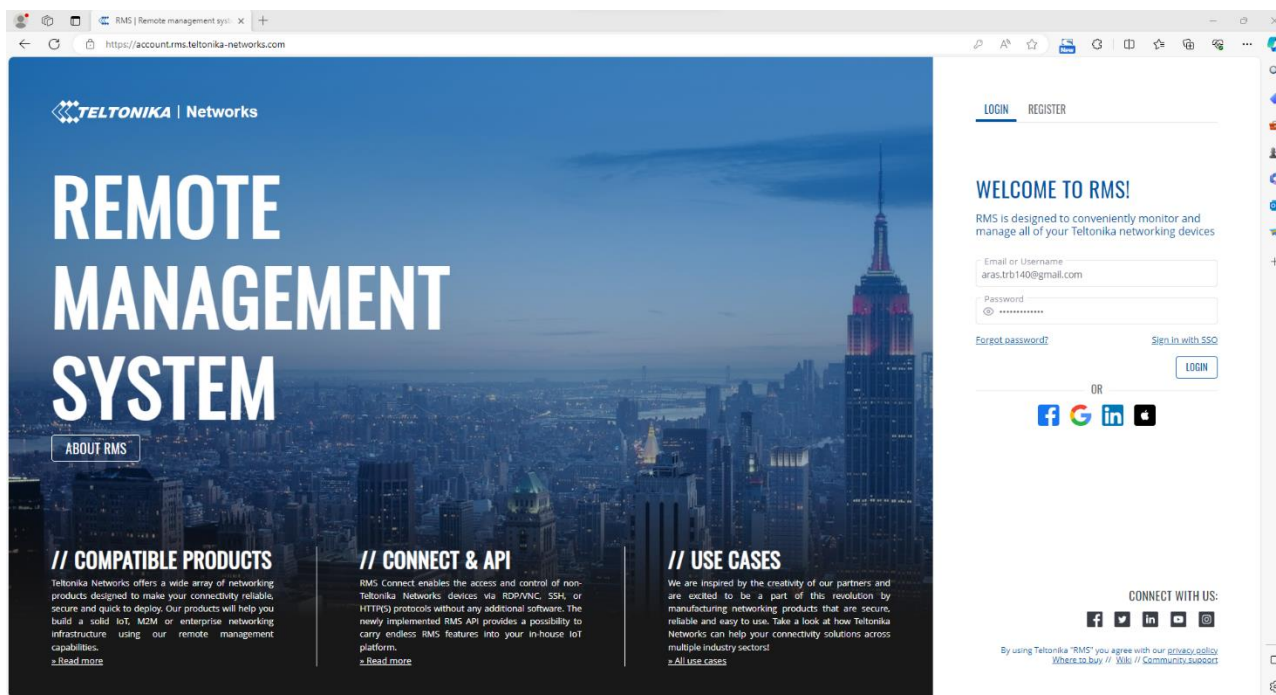 RMS | Remote management syst
https://account.rms.teltonika-networks.com
New
TELTONIKA | Networks
REMOTE
MANAGEMENT
SYSTEM
ABOUT RMS
// COMPATIBLE PRODUCTS
Teltonika Networks offers a wide array of networking
products designed to make your connectivity reliable,
secure and quick to deploy. Our products will help you
build a solid IoT, M2M or enterprise networking
infrastructure using our remote management
capabilities.
» Read more
// CONNECT & API
RMS Connect enables the access and control of non-
Teltonika Networks devices via RDP/VNC, SSH, or
HTTP(S) protocols without any additional software. The
newly implemented RMS API provides a possibility to
carry endless RMS features into your in-house IoT
platform.
» Read more
// USE CASES
We are inspired by the creativity of our partners and
are excited to be a part of this revolution by
manufacturing networking products that are secure,
reliable and easy to use. Take a look at how Teltonika
Networks can help your connectivity solutions across
multiple industry sectors!
» All use cases
LOGIN REGISTER
WELCOME TO RMS!
RMS is designed to conveniently monitor and
manage all of your Teltonika networking devices
Email or Username
aras.trb140@gmail.com
Password
•••••••••••••
Forgot password? Sign in with SSO
LOGIN
OR
CONNECT WITH US:
By using Teltonika "RMS" you agree with our privacy policy
Where to buy // Wiki // Community support